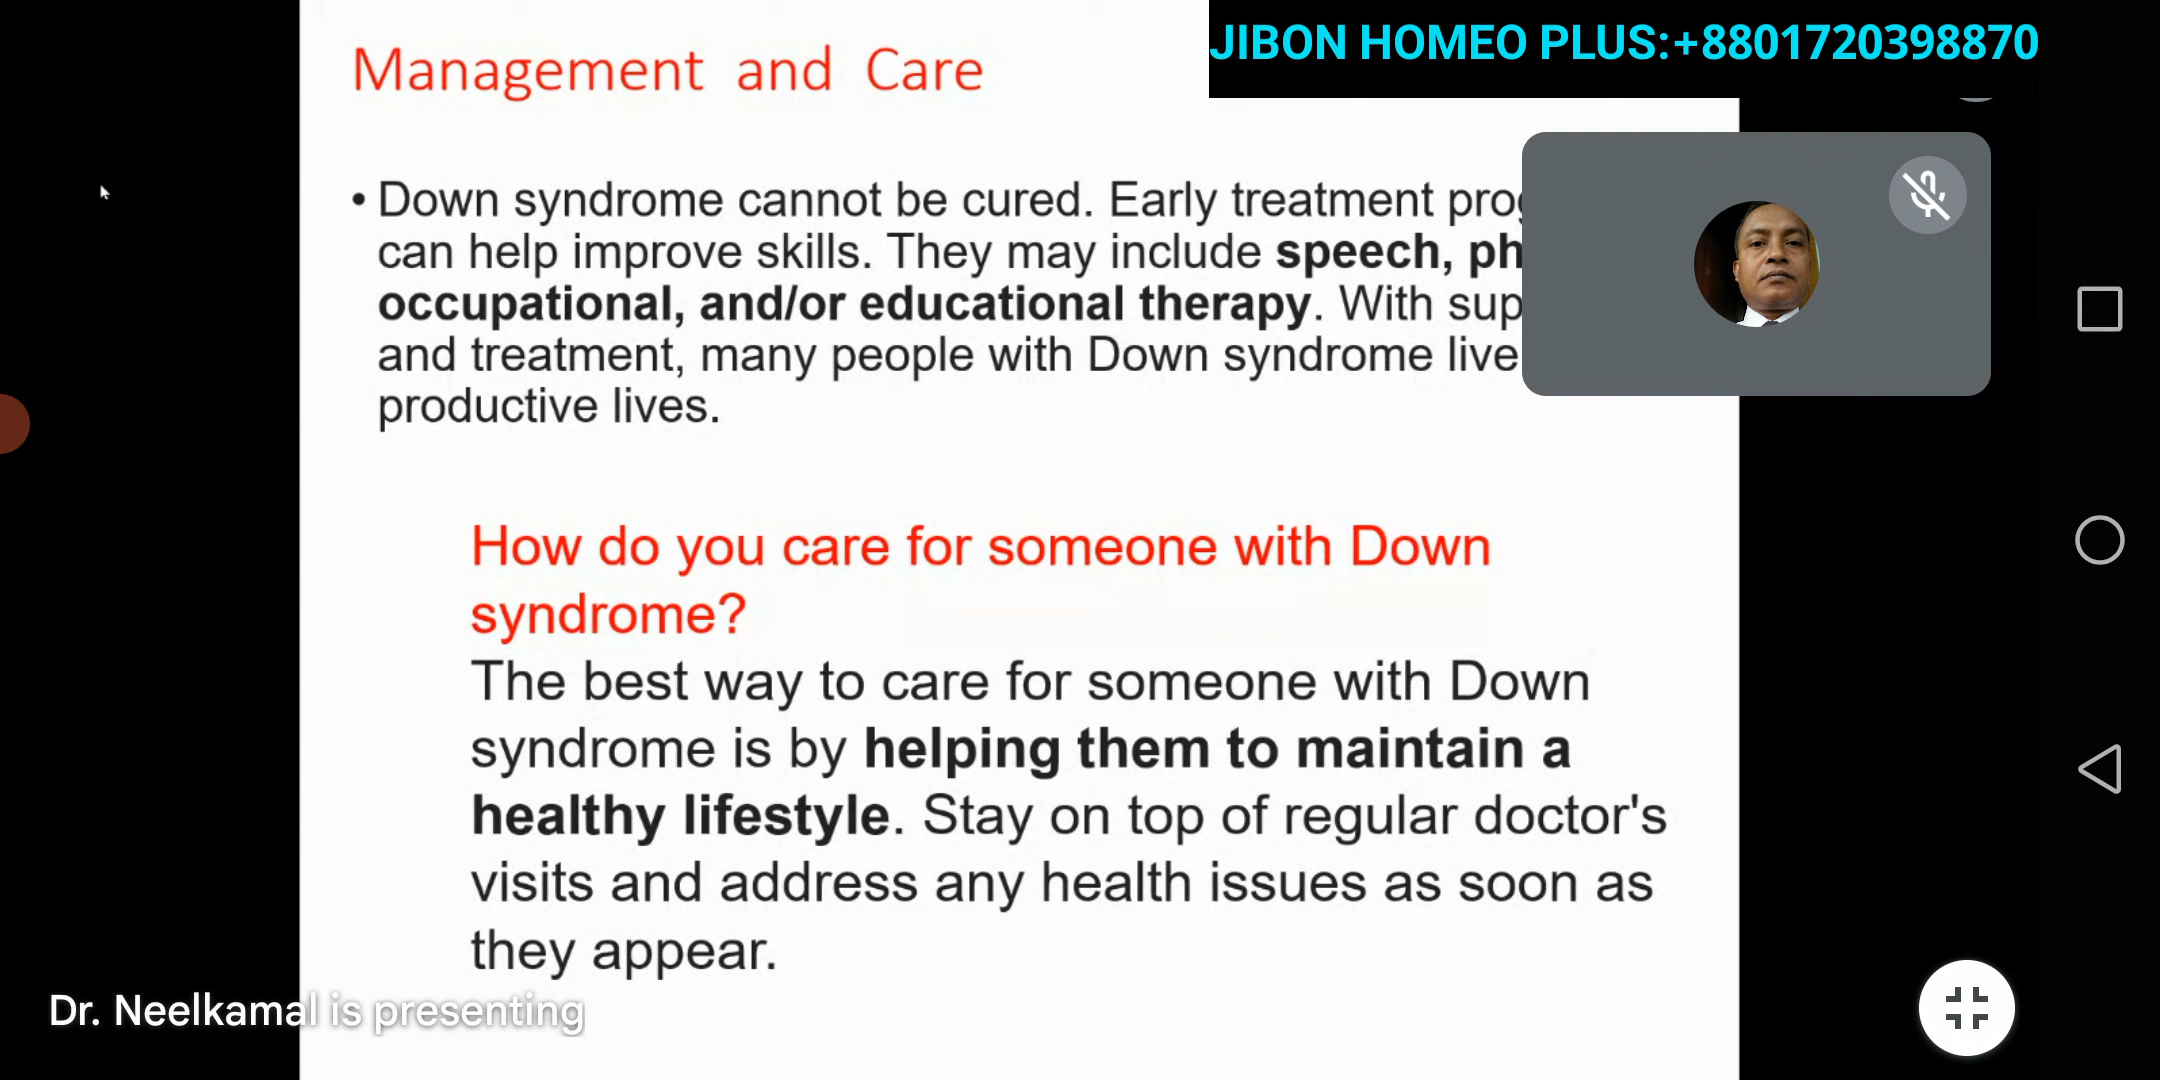 JIBON HOMEO PLUS:+8801720398870
Management and Care
• Down syndrome cannot be cured. Early treatment
can help improve skills. They may include speech,
occupational, and/or educational therapy. With
and treatment, many people with Down syndrome live
productive lives.
How do you care for someone with Down
syndrome?
The best way to care for someone with Down
syndrome is by helping them to maintain a
healthy lifestyle. Stay on top of regular doctor's
visits and address any health issues as soon as
they appear.
Dr. Neelkamal is presenting